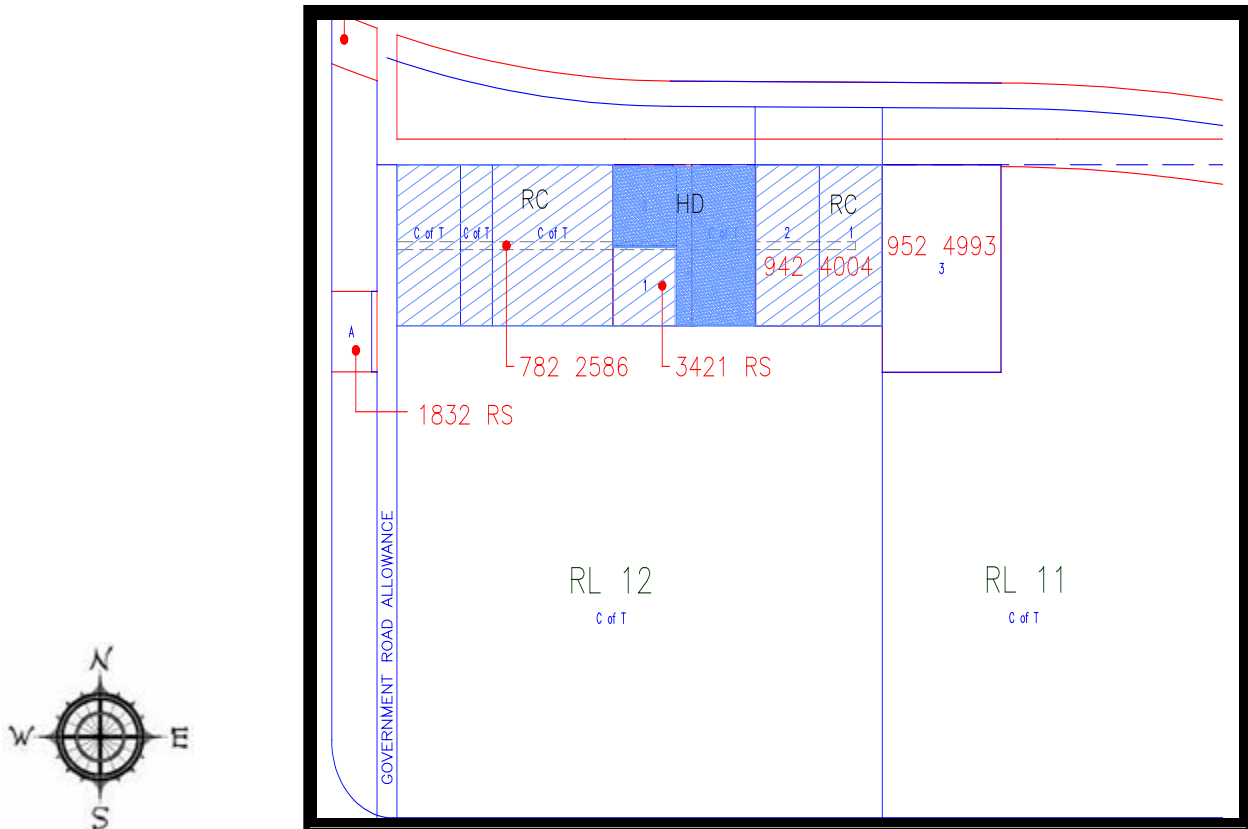 RC
HD
RC
C of T
C of T
C of T
2
1
952 4993
942 4004
3
1
A
782 2586
3421 RS
1832 RS
GOVERNMENT ROAD ALLOWANCE
RL 12
C of T
RL 11
C of T
N
W
E
S